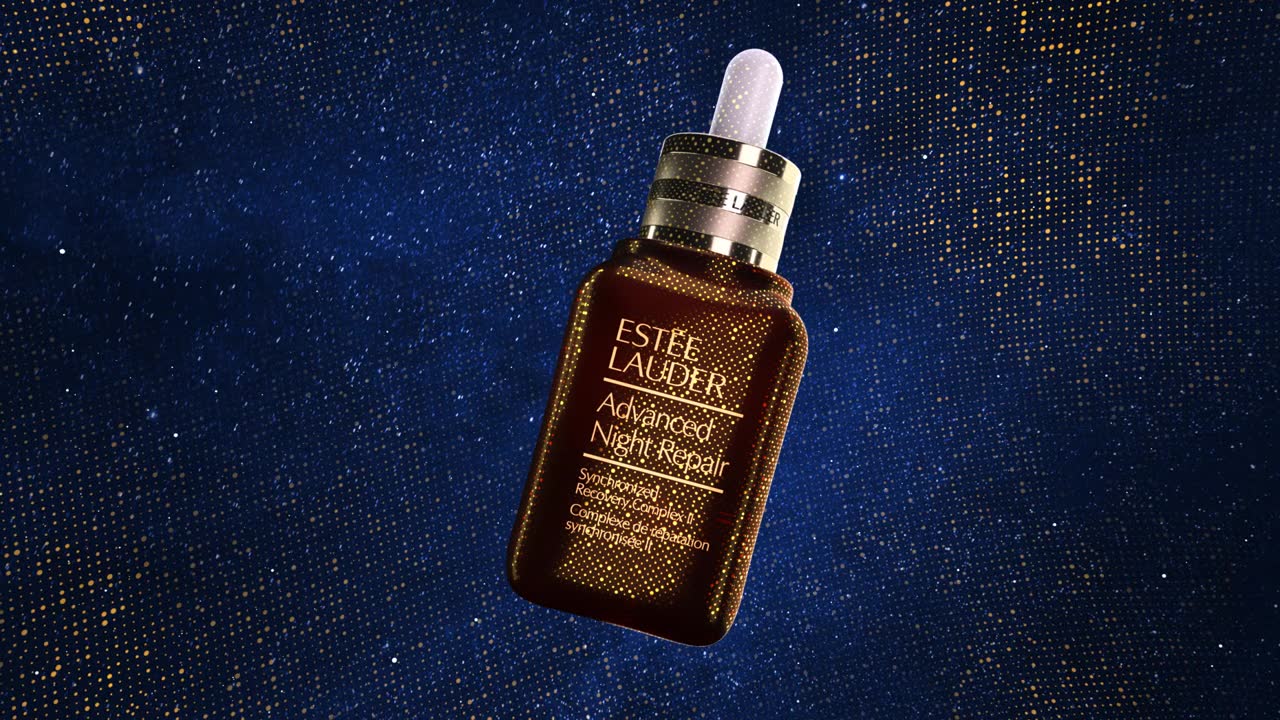 E LAUDER
ESTĒE
LAUDER
Advanced
Night Repair
Synchronized
Recovery Complex II
Complexe de réparation
synchronisée II